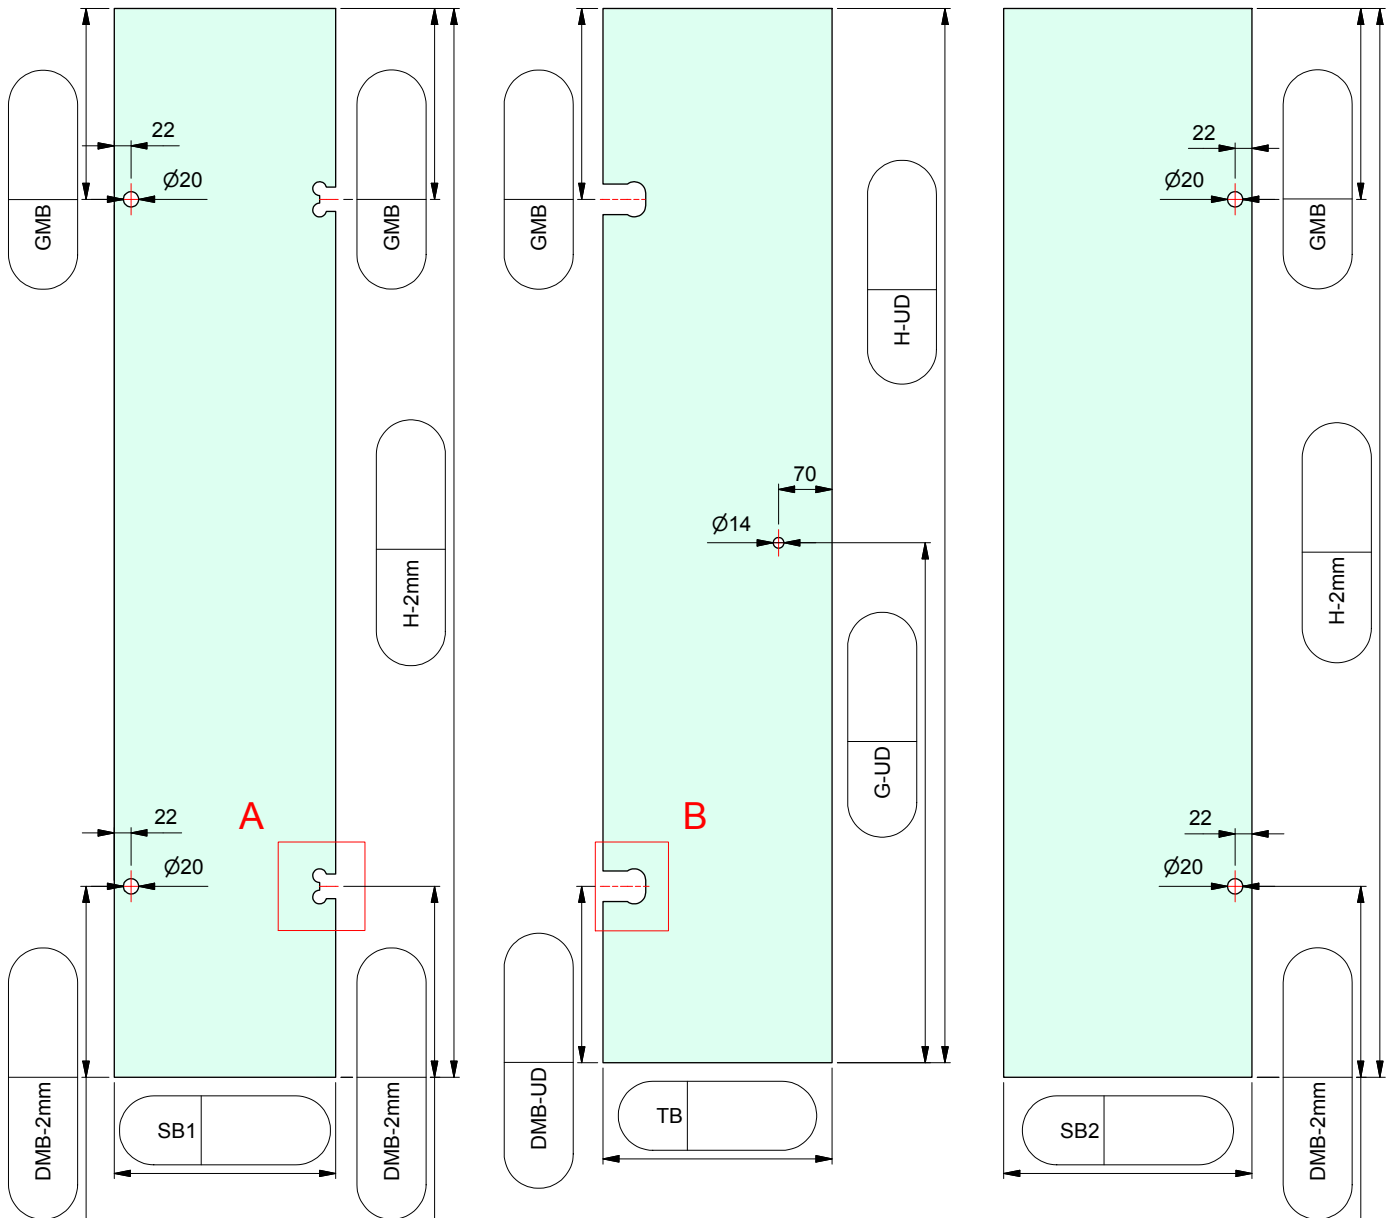 GMB
22
Ø20
GMB
H-2mm
22
Ø20
A
DMB-2mm
SB1
DMB-2mm
GMB
H-UD
70
Ø14
G-UD
B
DMB-UD
TB
22
Ø20
GMB
H-2mm
22
Ø20
SB2
DMB-2mm